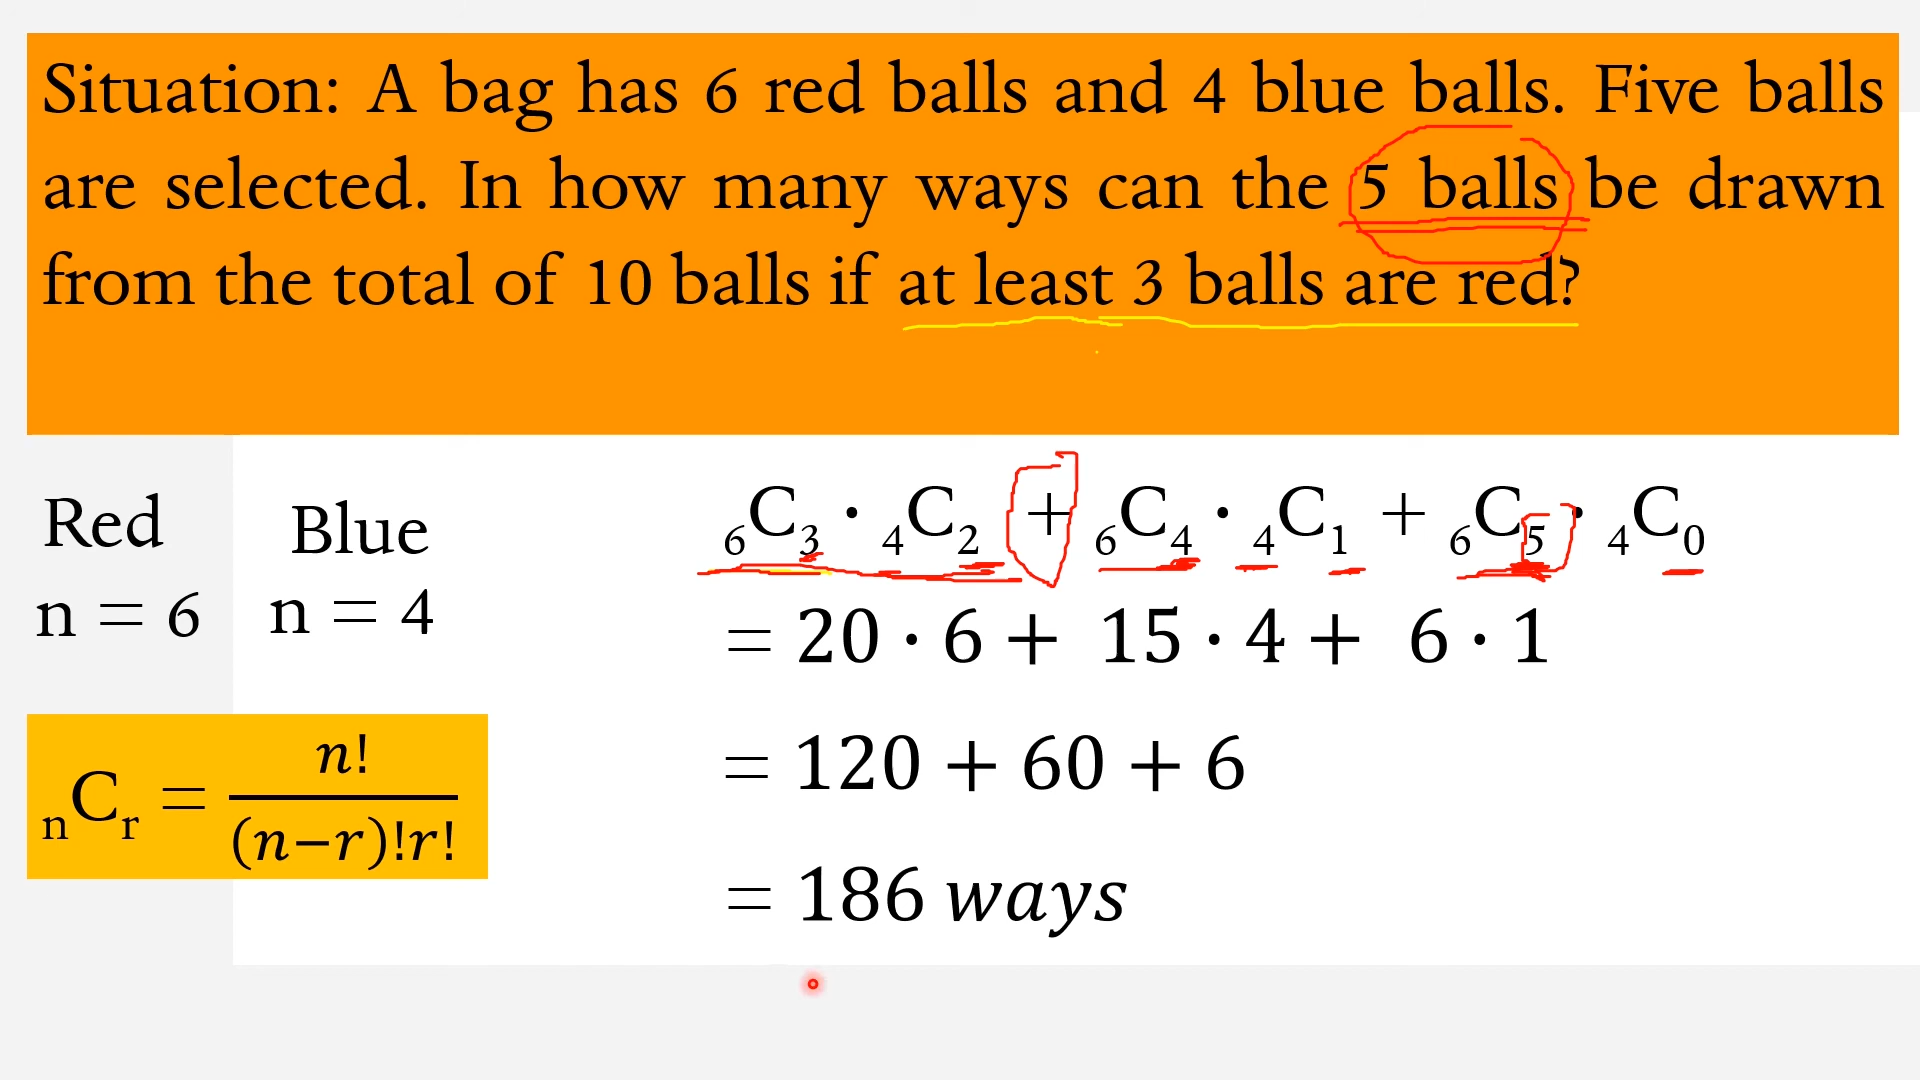 Situation: A bag has 6 red balls and 4 blue balls. Five balls
are selected. In how many ways can the 5 balls be drawn
from the total of 10 balls if at least 3 balls are red?
Red
n = 6
Blue
n = 4
₆C₃ · ₄C₂ + ₆C₄ · ₄C₁ + ₆C₅ · ₄C₀
= 20 · 6 + 15 · 4 + 6 · 1
= 120 + 60 + 6
= 186 ways
ₙCᵣ = n! / (n−r)!r!